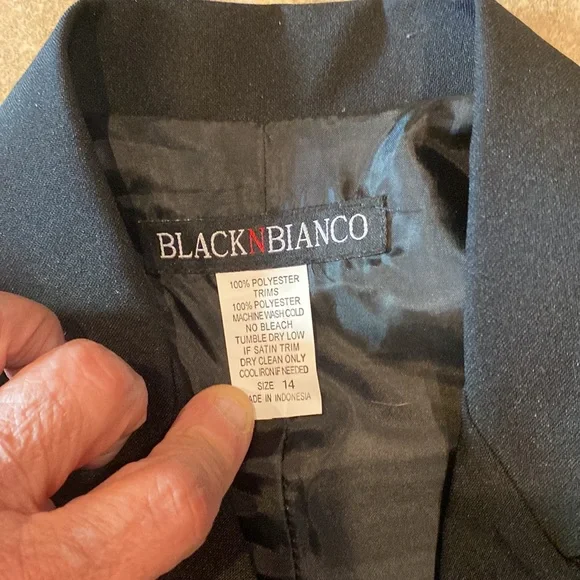 BLACKNBIANCO
100% POLYESTER
TRIMS
100% POLYESTER
MACHINE WASH COLD
NO BLEACH
TUMBLE DRY LOW
IF SATIN TRIM
DRY CLEAN ONLY
COOL IRON IF NEEDED
SIZE 14
ADE IN INDONESIA